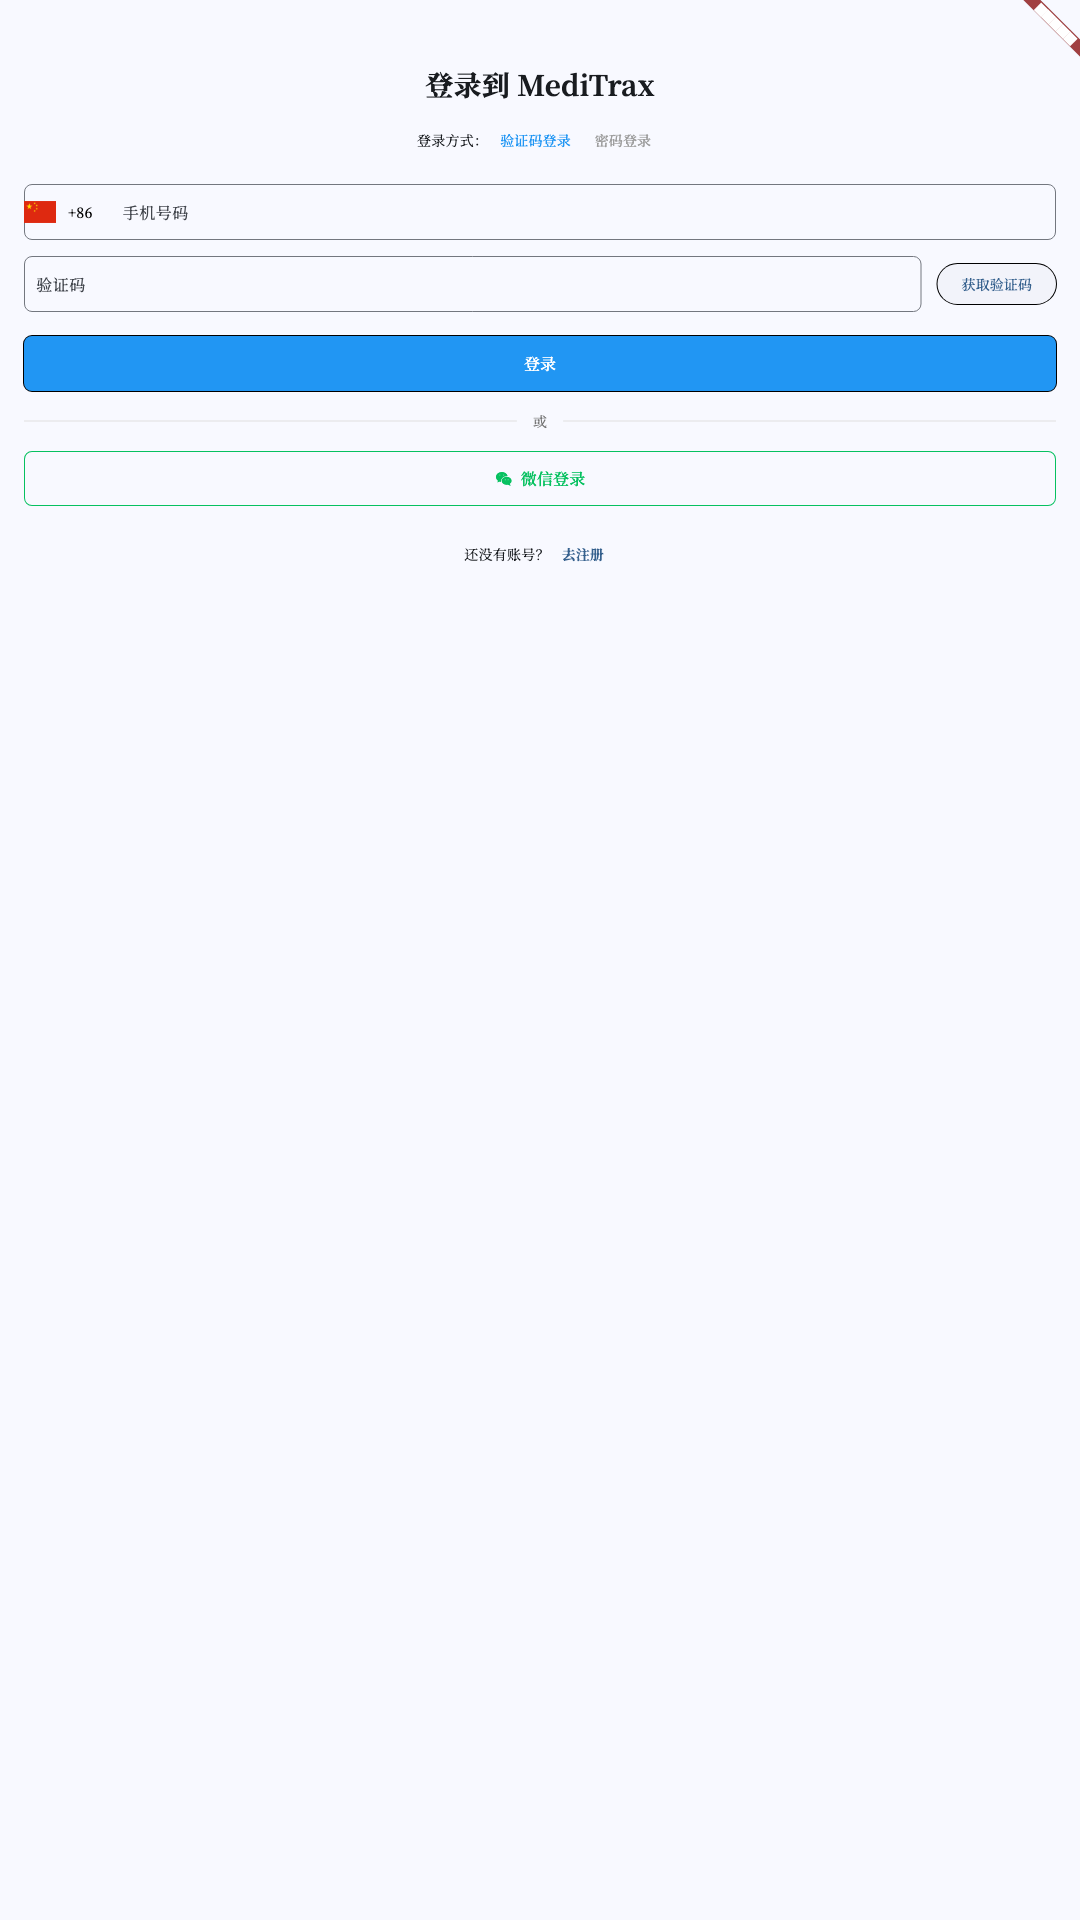 登录到 MediTrax
登录方式： 验证码登录 密码登录
+86 手机号码
验证码 获取验证码
登录
或
微信登录
还没有账号？ 去注册